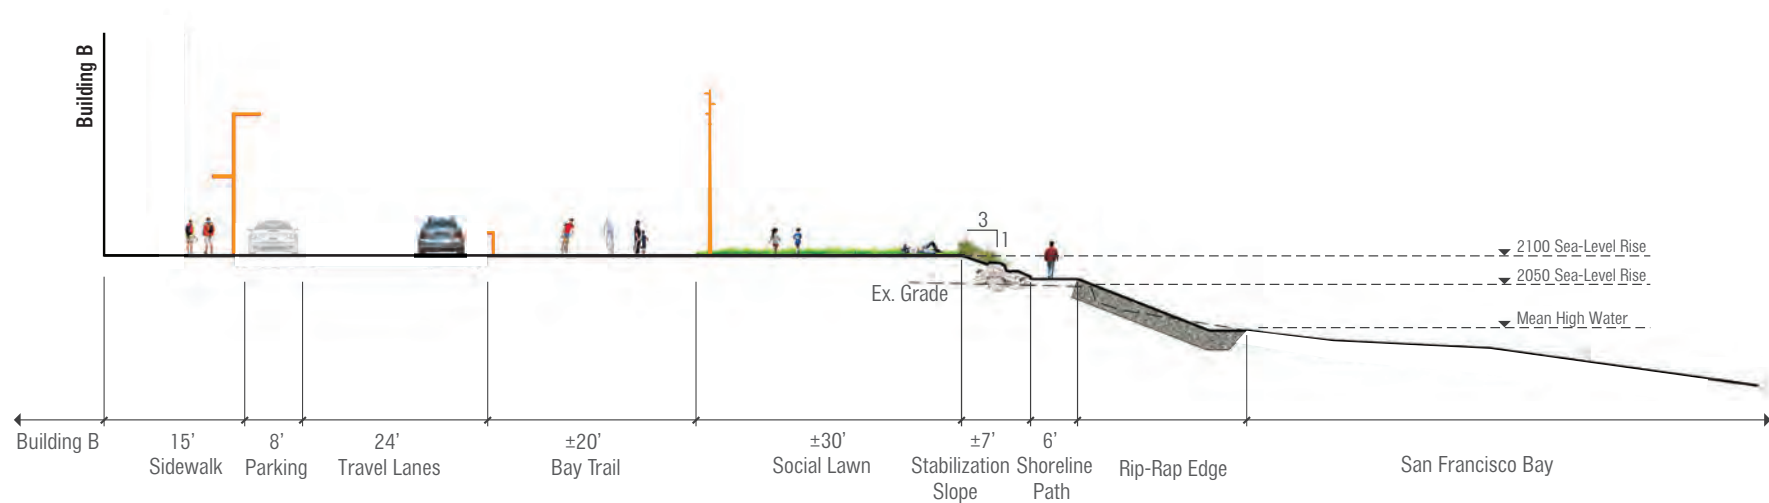 Building B
3
1
2100 Sea-Level Rise
2050 Sea-Level Rise
Ex. Grade
Mean High Water
Building B
15’
Sidewalk
8’
Parking
24’
Travel Lanes
±20’
Bay Trail
±30’
Social Lawn
±7’
Stabilization
Slope
6’
Shoreline
Path
Rip-Rap Edge
San Francisco Bay